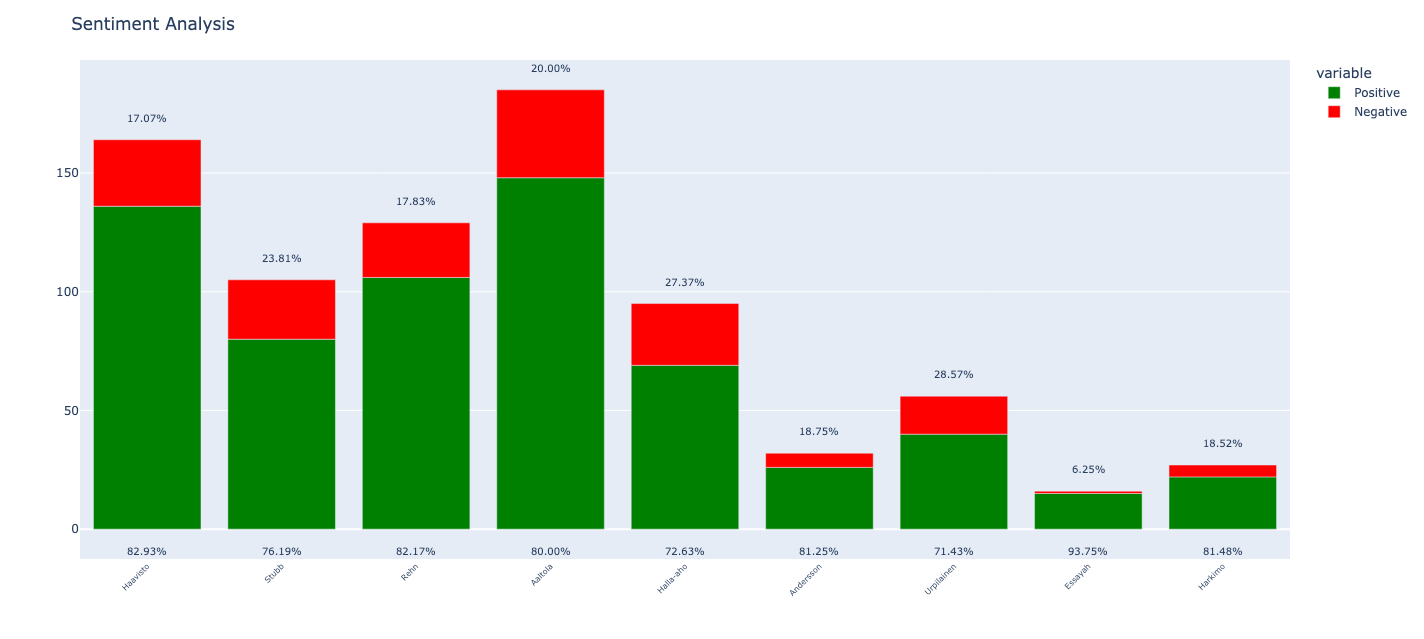 Sentiment Analysis
variable
Positive
Negative
20.00%
17.07%
17.83%
23.81%
27.37%
28.57%
18.75%
18.52%
6.25%
150
100
50
0
82.93% 76.19% 82.17% 80.00% 72.63% 81.25% 71.43% 93.75% 81.48%
Haavisto Stubb Rehn Aaltola Halla-aho Andersson Urpilainen Essayah Harkimo